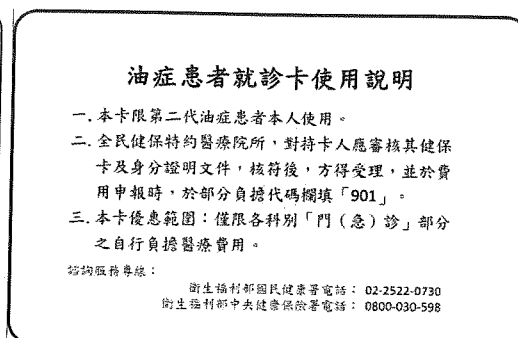 油症患者就診卡使用說明
一. 本卡限第二代油症患者本人使用。
二. 全民健保特約醫療院所,對持卡人應審核其健保
卡及身分證明文件,核符後,方得受理,並於費
用申報時,於部分負擔代碼欄填「901」。
三. 本卡優惠範圍:僅限各科別「門(急)診」部分
之自行負擔醫療費用。
諮詢服務專線:
衛生福利部國民健康署電話: 02-2522-0730
衛生福利部中央健康保險署電話: 0800-030-598